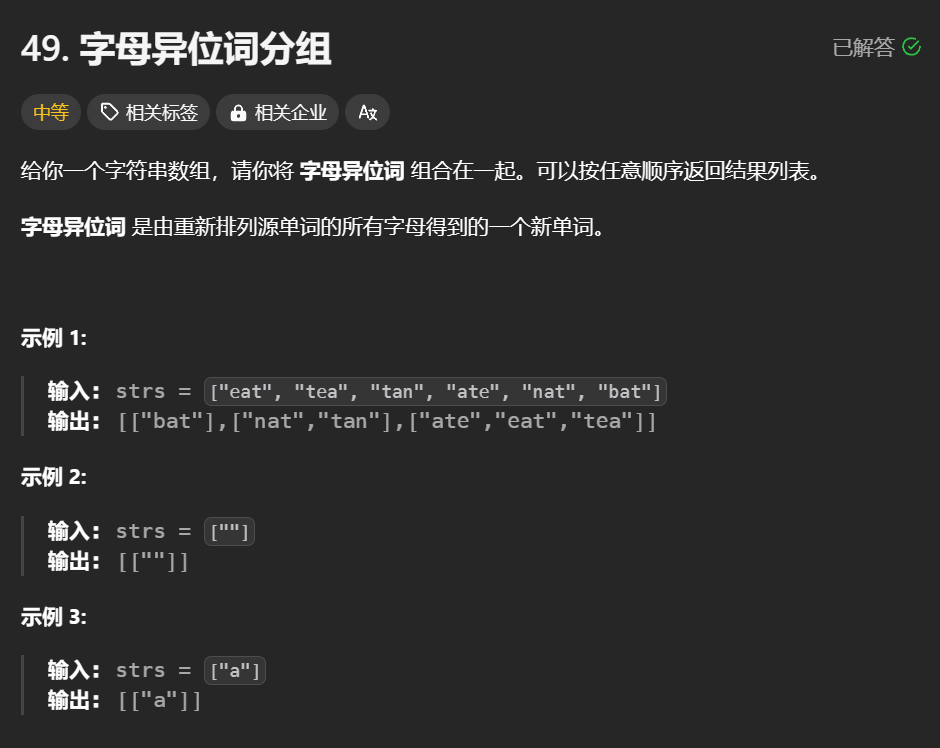 49. 字母异位词分组
已解答
中等 相关标签 相关企业
给你一个字符串数组，请你将 字母异位词 组合在一起。可以按任意顺序返回结果列表。
字母异位词 是由重新排列源单词的所有字母得到的一个新单词。
示例 1:
输入: strs = ["eat", "tea", "tan", "ate", "nat", "bat"]
输出: [["bat"],["nat","tan"],["ate","eat","tea"]]
示例 2:
输入: strs = [""]
输出: [[""]]
示例 3:
输入: strs = ["a"]
输出: [["a"]]